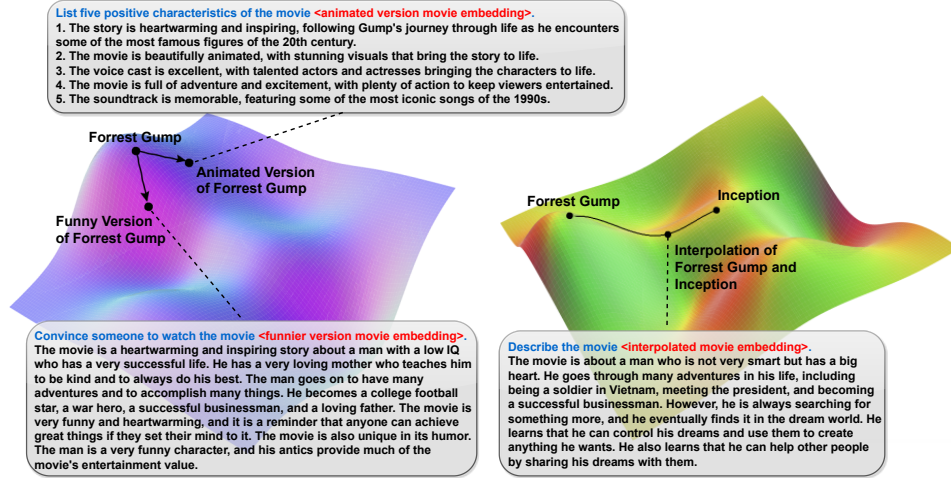 List five positive characteristics of the movie <animated version movie embedding>.
1. The story is heartwarming and inspiring, following Gump's journey through life as he encounters
some of the most famous figures of the 20th century.
2. The movie is beautifully animated, with stunning visuals that bring the story to life.
3. The voice cast is excellent, with talented actors and actresses bringing the characters to life.
4. The movie is full of adventure and excitement, with plenty of action to keep viewers entertained.
5. The soundtrack is memorable, featuring some of the most iconic songs of the 1990s.
Forrest Gump
Animated Version
of Forrest Gump
Funny Version
of Forrest Gump
Forrest Gump
Inception
Interpolation of
Forrest Gump and
Inception
Convince someone to watch the movie <funnier version movie embedding>.
The movie is a heartwarming and inspiring story about a man with a low IQ
who has a very successful life. He has a very loving mother who teaches him
to be kind and to always do his best. The man goes on to have many
adventures and to accomplish many things. He becomes a college football
star, a war hero, a successful businessman, and a loving father. The movie is
very funny and heartwarming, and it is a reminder that anyone can achieve
great things if they set their mind to it. The movie is also unique in its humor.
The man is a very funny character, and his antics provide much of the
movie's entertainment value.
Describe the movie <interpolated movie embedding>.
The movie is about a man who is not very smart but has a big
heart. He goes through many adventures in his life, including
being a soldier in Vietnam, meeting the president, and becoming
a successful businessman. However, he is always searching for
something more, and he eventually finds it in the dream world. He
learns that he can control his dreams and use them to create
anything he wants. He also learns that he can help other people
by sharing his dreams with them.